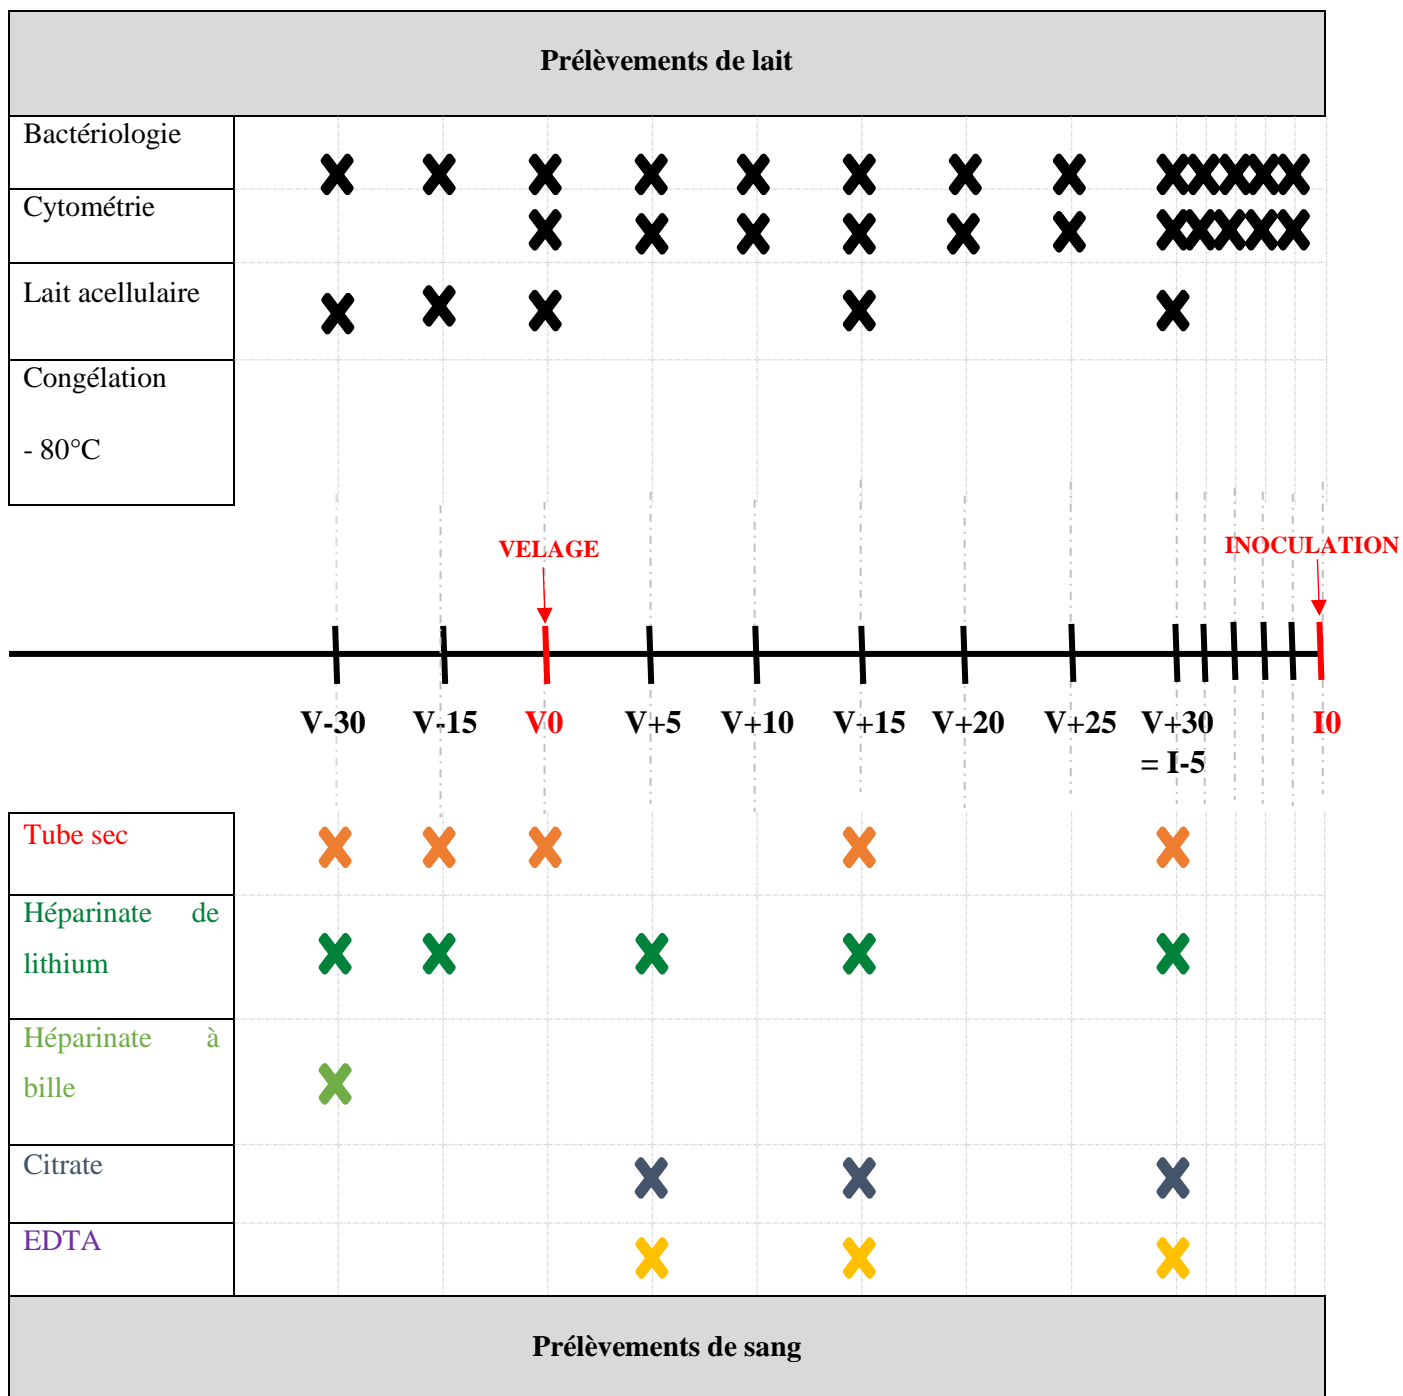 Prélèvements de lait
Bactériologie
Cytométrie
Lait acellulaire
Congélation
- 80°C
VELAGE
INOCULATION
V-30 V-15 V0 V+5 V+10 V+15 V+20 V+25 V+30 I0
= I-5
Tube sec
Héparinate de
lithium
Héparinate à
bille
Citrate
EDTA
Prélèvements de sang